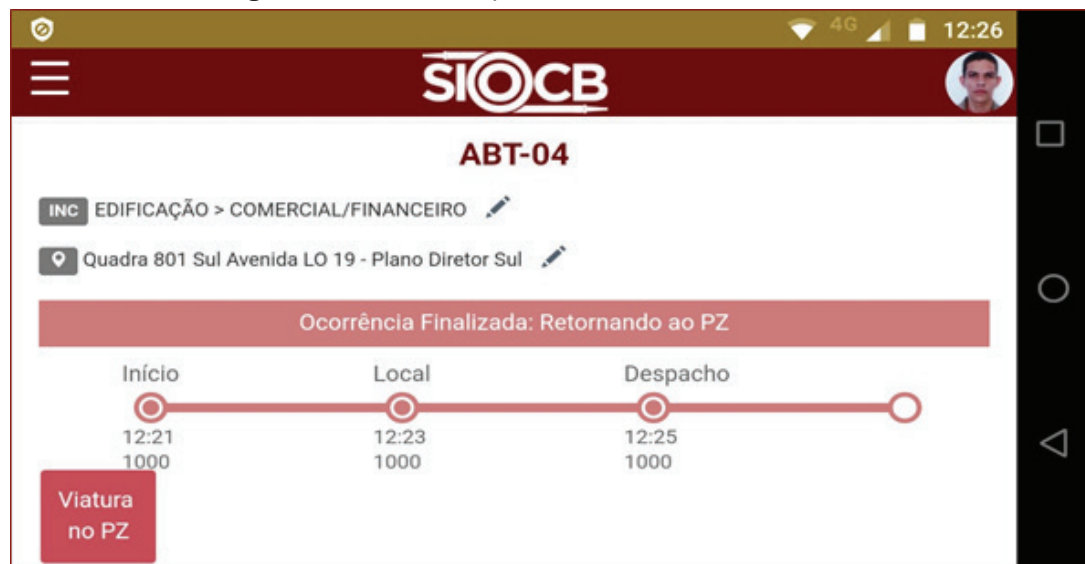 4G 12:26
SIOCB
ABT-04
INC EDIFICAÇÃO > COMERCIAL/FINANCEIRO
Quadra 801 Sul Avenida LO 19 - Plano Diretor Sul
Ocorrência Finalizada: Retornando ao PZ
Início Local Despacho
12:21 12:23 12:25
1000 1000 1000
Viatura
no PZ